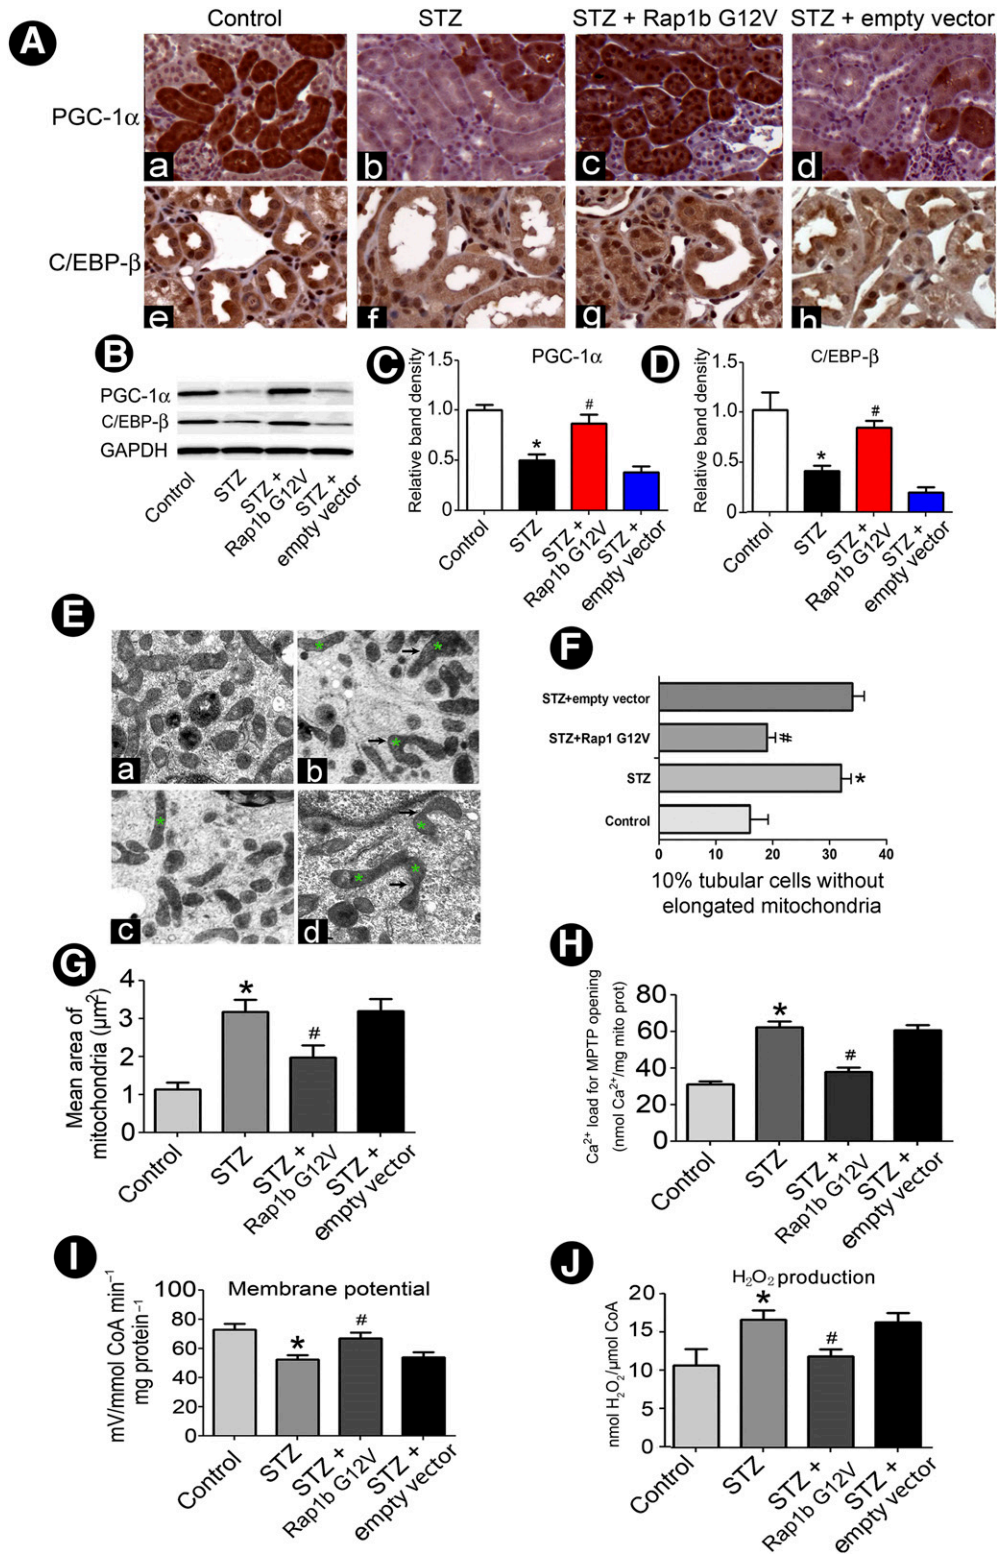 Control STZ STZ + Rap1b G12V STZ + empty vector
A
PGC-1α
a b c d
C/EBP-β
e f g h
B
PGC-1α
C/EBP-β
GAPDH
Control
STZ
STZ +
Rap1b G12V
STZ +
empty vector
C
PGC-1α
Relative band density
1.5
1.0
0.5
0
*
#
Control
STZ
STZ +
Rap1b G12V
STZ +
empty vector
D
C/EBP-β
Relative band density
1.5
1.0
0.5
0
*
#
Control
STZ
STZ +
Rap1b G12V
STZ +
empty vector
E
a b
c d
F
STZ+empty vector
STZ+Rap1 G12V #
STZ *
Control
0 10 20 30 40
10% tubular cells without
elongated mitochondria
G
Mean area of
mitochondria (µm²)
4
3
2
1
0
*
#
Control
STZ
STZ +
Rap1b G12V
STZ +
empty vector
H
Ca²⁺ load for MPTP opening
(nmol Ca²⁺/mg mito prot)
80
60
40
20
0
*
#
Control
STZ
STZ +
Rap1b G12V
STZ +
empty vector
I
Membrane potential
mV/mmol CoA min⁻¹
mg protein⁻¹
100
80
60
40
20
0
*
#
Control
STZ
STZ +
Rap1b G12V
STZ +
empty vector
J
H₂O₂ production
nmol H₂O₂/µmol CoA
20
15
10
5
0
*
#
Control
STZ
STZ +
Rap1b G12V
STZ +
empty vector